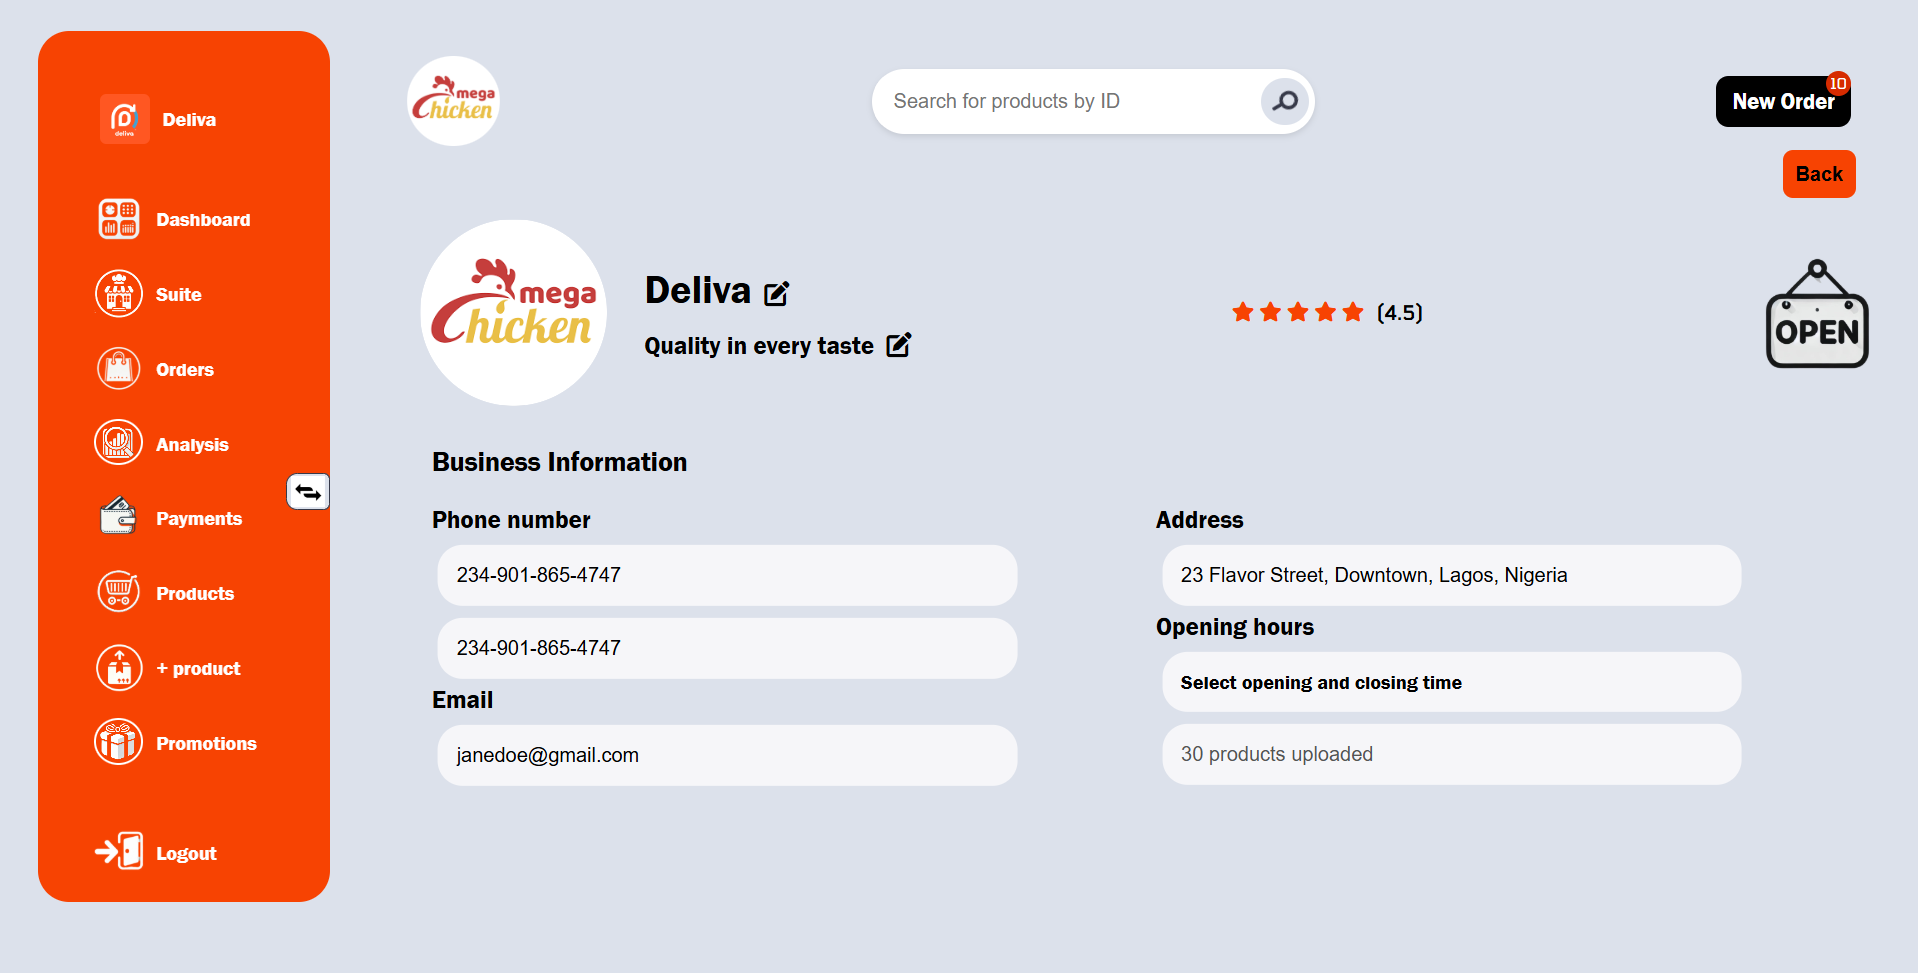 deliva
Deliva
Dashboard
Suite
Orders
Analysis
Payments
Products
+ product
Promotions
Logout
mega
Chicken
Search for products by ID
New Order
10
Back
mega
Chicken
Deliva
Quality in every taste
(4.5)
OPEN
Business Information
Phone number
234-901-865-4747
234-901-865-4747
Email
janedoe@gmail.com
Address
23 Flavor Street, Downtown, Lagos, Nigeria
Opening hours
Select opening and closing time
30 products uploaded